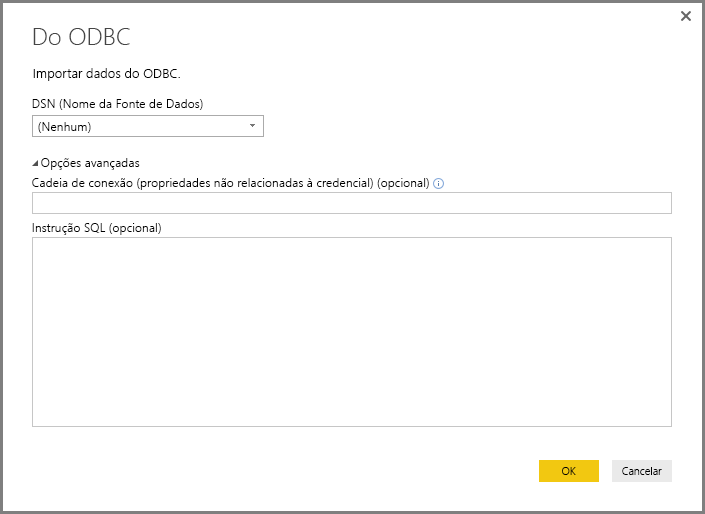 Do ODBC
Importar dados do ODBC.
DSN (Nome da Fonte de Dados)
(Nenhum)
Opções avançadas
Cadeia de conexão (propriedades não relacionadas à credencial) (opcional)
Instrução SQL (opcional)
OK
Cancelar